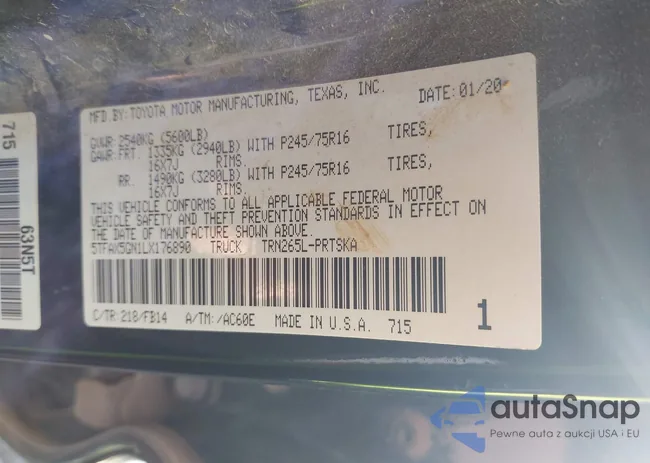 MFD.BY:TOYOTA MOTOR MANUFACTURING, TEXAS, INC. DATE:01/20
GVWR:2540KG (5600LB)
GAWR:FRT. 1335KG (2940LB) WITH P245/75R16 TIRES,
16X7J RIMS.
RR. 1490KG (3280LB) WITH P245/75R16 TIRES,
16X7J RIMS.
THIS VEHICLE CONFORMS TO ALL APPLICABLE FEDERAL MOTOR
VEHICLE SAFETY AND THEFT PREVENTION STANDARDS IN EFFECT ON
THE DATE OF MANUFACTURE SHOWN ABOVE.
5TFAX5GN1LX176890 TRUCK TRN265L-PRTSKA
C/TR:218/FB14 A/TM:/AC60E MADE IN U.S.A. 715 1
715 63N5T
autaSnap
Pewne auta z aukcji USA i EU